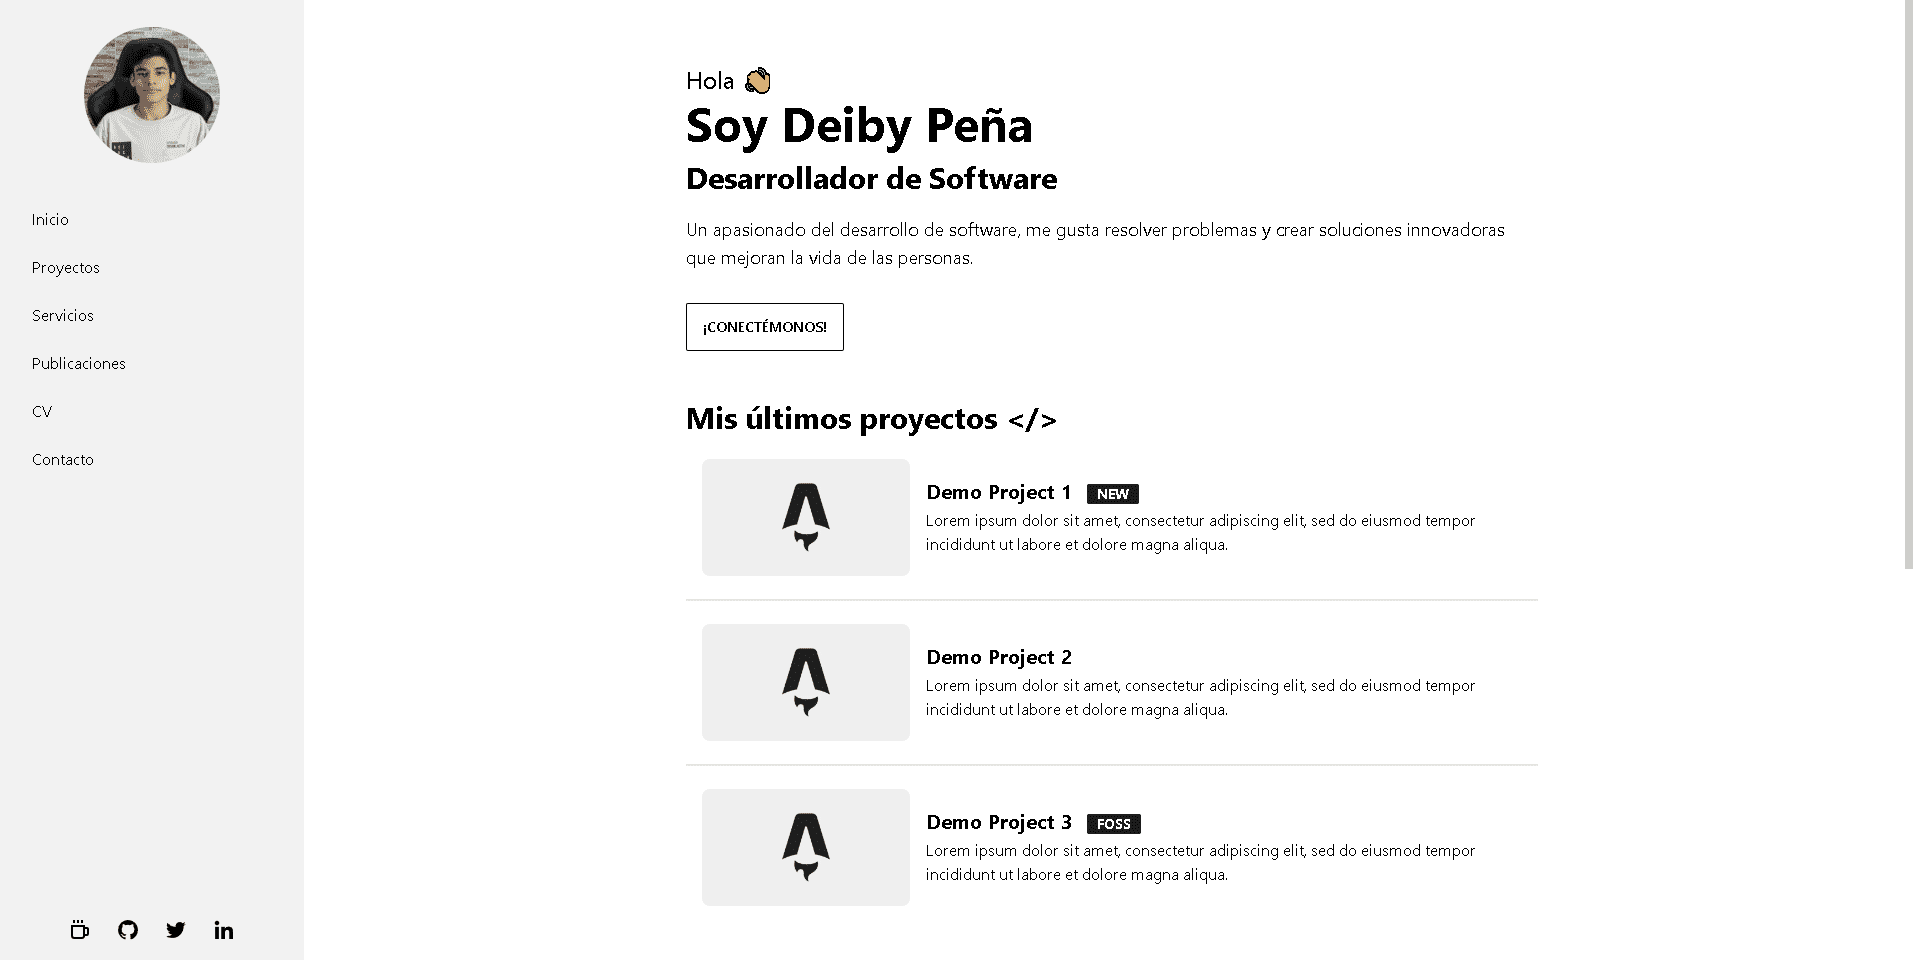 Inicio
Proyectos
Servicios
Publicaciones
CV
Contacto
Hola 👋
Soy Deiby Peña
Desarrollador de Software
Un apasionado del desarrollo de software, me gusta resolver problemas y crear soluciones innovadoras
que mejoran la vida de las personas.
¡CONECTÉMONOS!
Mis últimos proyectos </>
Demo Project 1 NEW
Lorem ipsum dolor sit amet, consectetur adipiscing elit, sed do eiusmod tempor
incididunt ut labore et dolore magna aliqua.
Demo Project 2
Lorem ipsum dolor sit amet, consectetur adipiscing elit, sed do eiusmod tempor
incididunt ut labore et dolore magna aliqua.
Demo Project 3 FOSS
Lorem ipsum dolor sit amet, consectetur adipiscing elit, sed do eiusmod tempor
incididunt ut labore et dolore magna aliqua.